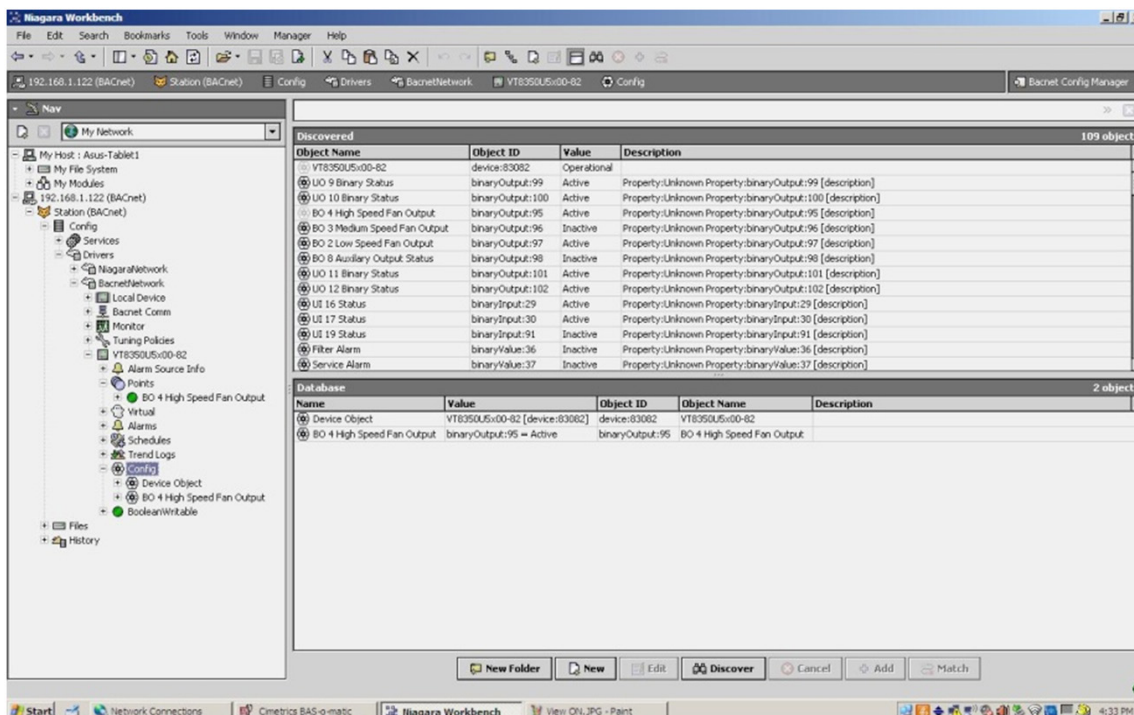 Niagara Workbench
File Edit Search Bookmarks Tools Window Manager Help
192.168.1.122 (BACnet) Station (BACnet) Config Drivers BacnetNetwork VT8350U5x00-82 Config Bacnet Config Manager
Nav
My Network
My Host : Asus-Tablet1
My File System
My Modules
192.168.1.122 (BACnet)
Station (BACnet)
Config
Services
Drivers
NiagaraNetwork
BacnetNetwork
Local Device
Bacnet Comm
Monitor
Tuning Policies
VT8350U5x00-82
Alarm Source Info
Points
BO 4 High Speed Fan Output
Virtual
Alarms
Schedules
Trend Logs
Config
Device Object
BO 4 High Speed Fan Output
BooleanWritable
Files
History
Discovered 109 object
Object Name Object ID Value Description
VT8350U5x00-82 device:83082 Operational
UO 9 Binary Status binaryOutput:99 Active Property:Unknown Property:binaryOutput:99 [description]
UO 10 Binary Status binaryOutput:100 Active Property:Unknown Property:binaryOutput:100 [description]
BO 4 High Speed Fan Output binaryOutput:95 Active Property:Unknown Property:binaryOutput:95 [description]
BO 3 Medium Speed Fan Output binaryOutput:96 Inactive Property:Unknown Property:binaryOutput:96 [description]
BO 2 Low Speed Fan Output binaryOutput:97 Active Property:Unknown Property:binaryOutput:97 [description]
BO 8 Auxilary Output Status binaryOutput:98 Inactive Property:Unknown Property:binaryOutput:98 [description]
UO 11 Binary Status binaryOutput:101 Active Property:Unknown Property:binaryOutput:101 [description]
UO 12 Binary Status binaryOutput:102 Active Property:Unknown Property:binaryOutput:102 [description]
UI 16 Status binaryInput:29 Active Property:Unknown Property:binaryInput:29 [description]
UI 17 Status binaryInput:30 Active Property:Unknown Property:binaryInput:30 [description]
UI 19 Status binaryInput:91 Inactive Property:Unknown Property:binaryInput:91 [description]
Filter Alarm binaryValue:36 Inactive Property:Unknown Property:binaryValue:36 [description]
Service Alarm binaryValue:37 Inactive Property:Unknown Property:binaryValue:37 [description]
Database 2 object
Name Value Object ID Object Name Description
Device Object VT8350U5x00-82 [device:83082] device:83082 VT8350U5x00-82
BO 4 High Speed Fan Output binaryOutput:95 = Active binaryOutput:95 BO 4 High Speed Fan Output
New Folder New Edit Discover Cancel Add Match
Start Network Connections Cimetrics BAS-o-matic Niagara Workbench View ON.JPG - Paint 4:33 PM